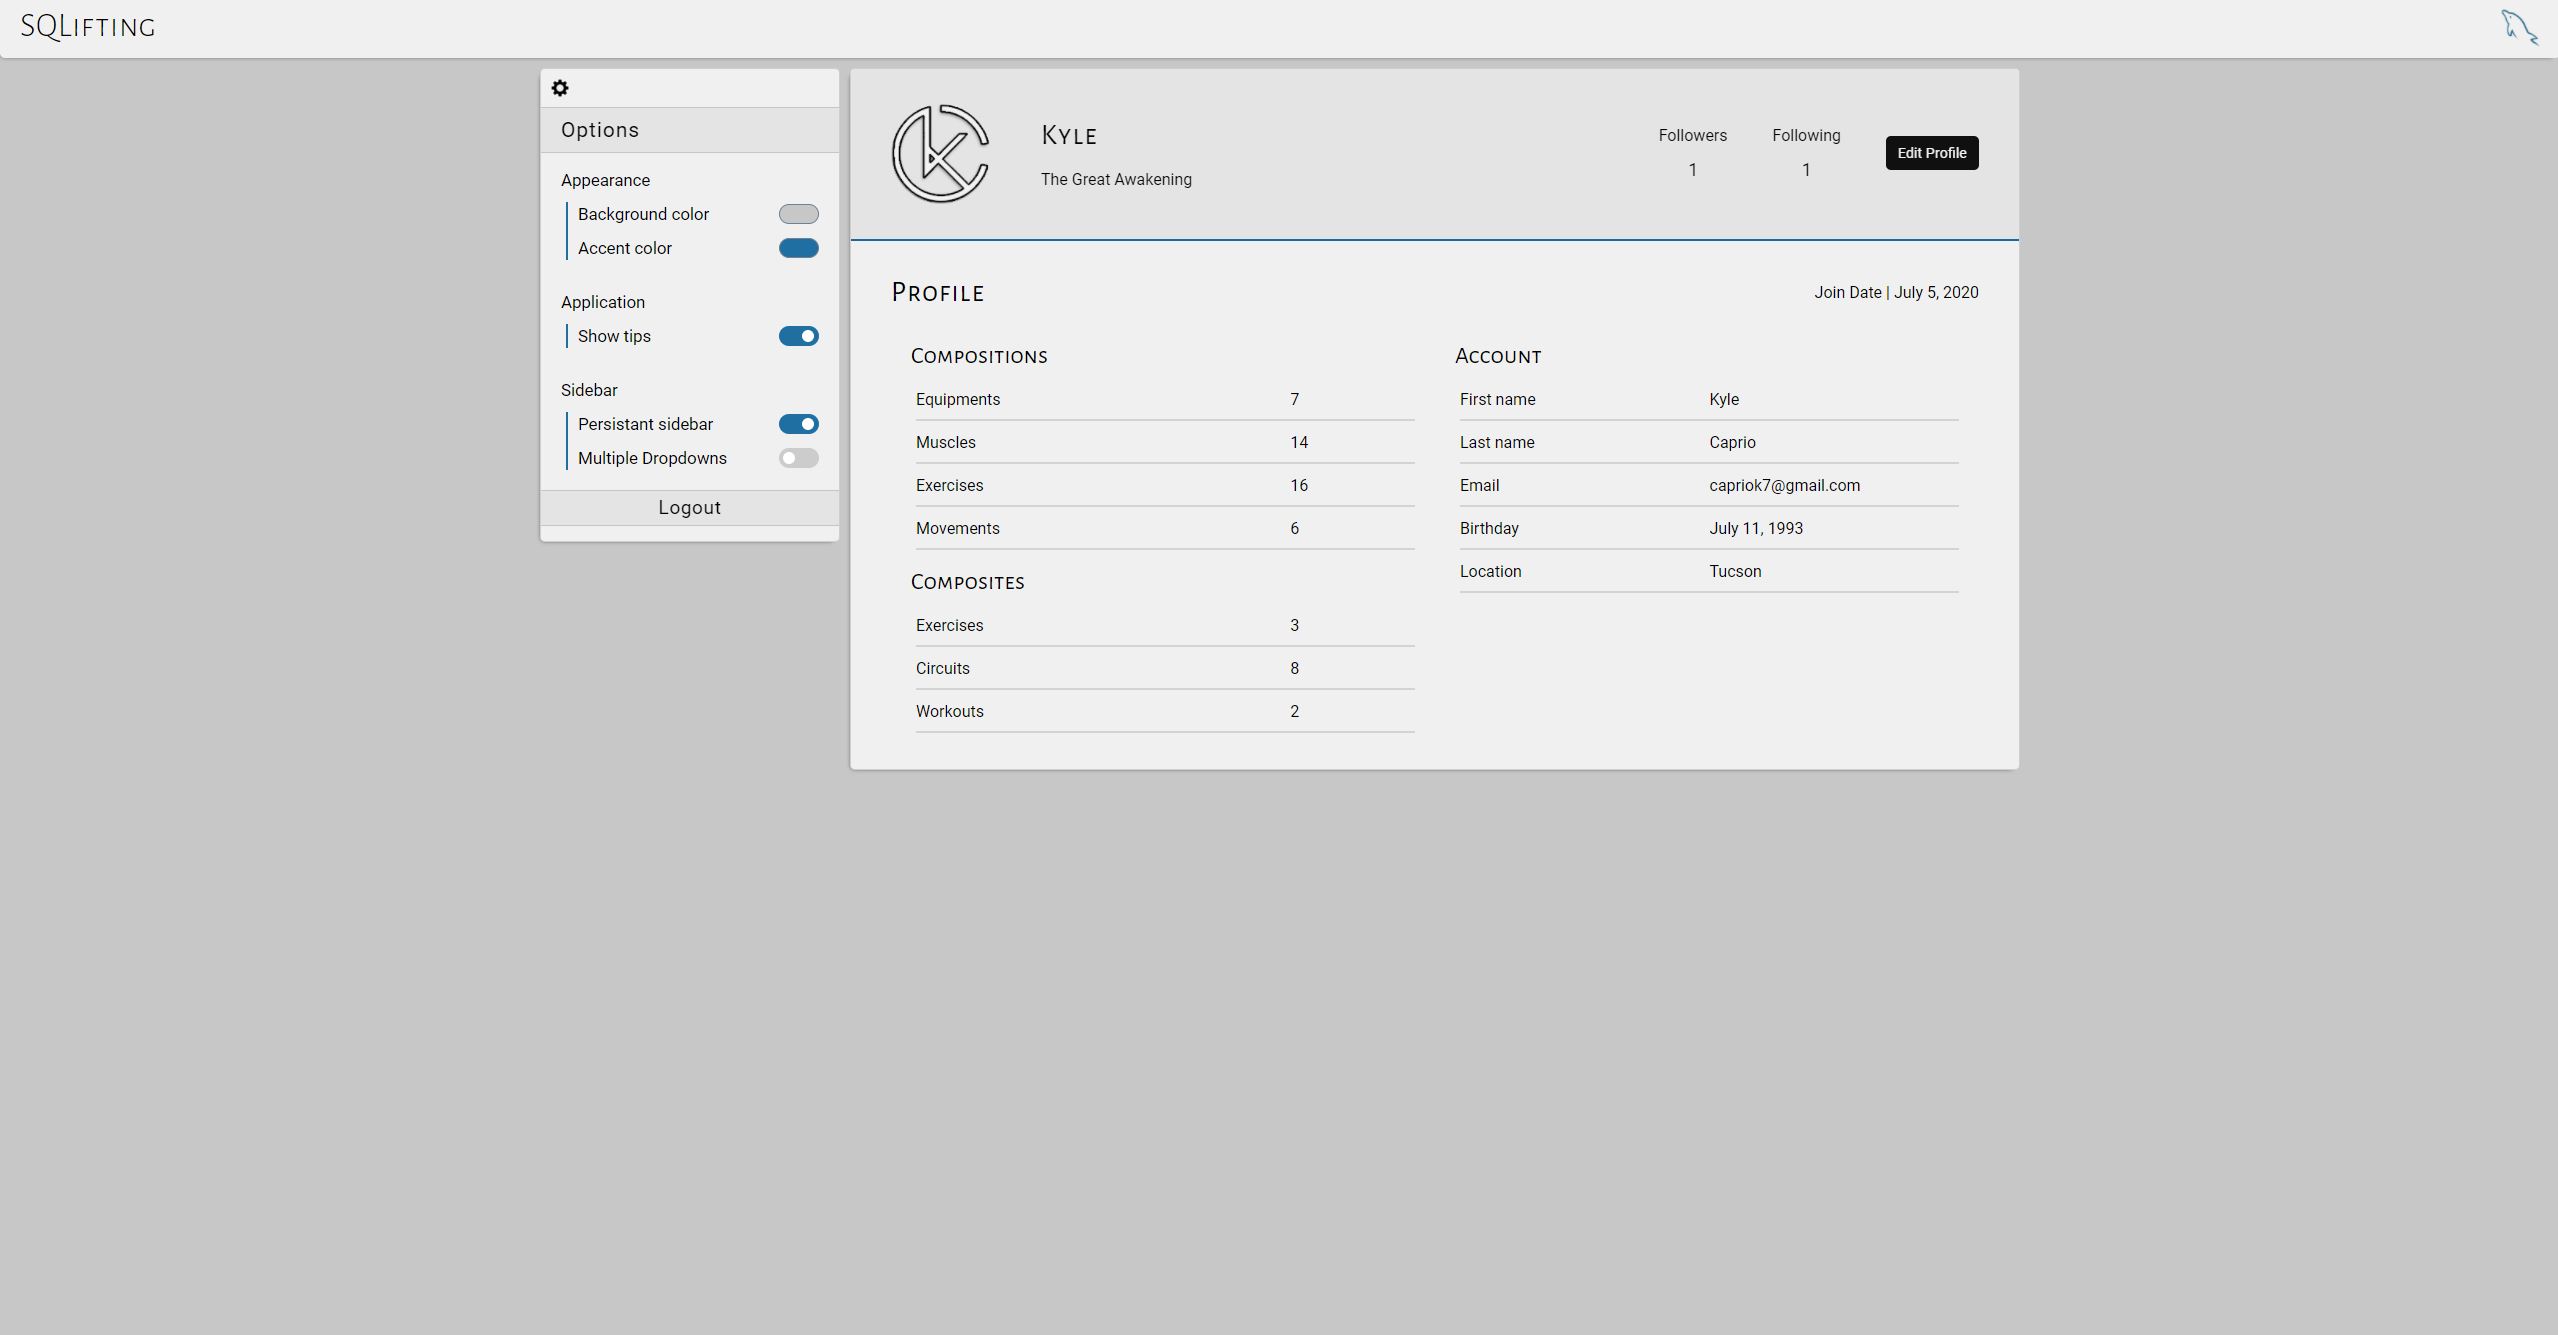 SQLifting
Options
Appearance
Background color
Accent color
Application
Show tips
Sidebar
Persistant sidebar
Multiple Dropdowns
Logout
Kyle
The Great Awakening
Followers
1
Following
1
Edit Profile
Profile
Join Date | July 5, 2020
Compositions
Equipments 7
Muscles 14
Exercises 16
Movements 6
Composites
Exercises 3
Circuits 8
Workouts 2
Account
First name Kyle
Last name Caprio
Email capriok7@gmail.com
Birthday July 11, 1993
Location Tucson